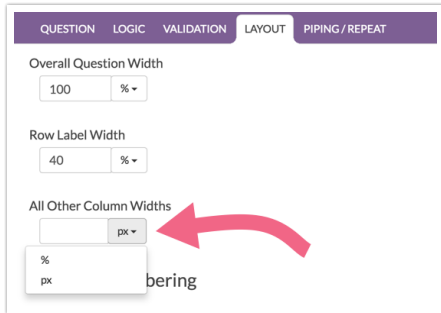 QUESTION LOGIC VALIDATION LAYOUT PIPING / REPEAT
Overall Question Width
100 %
Row Label Width
40 %
All Other Column Widths
px
%
px
bering